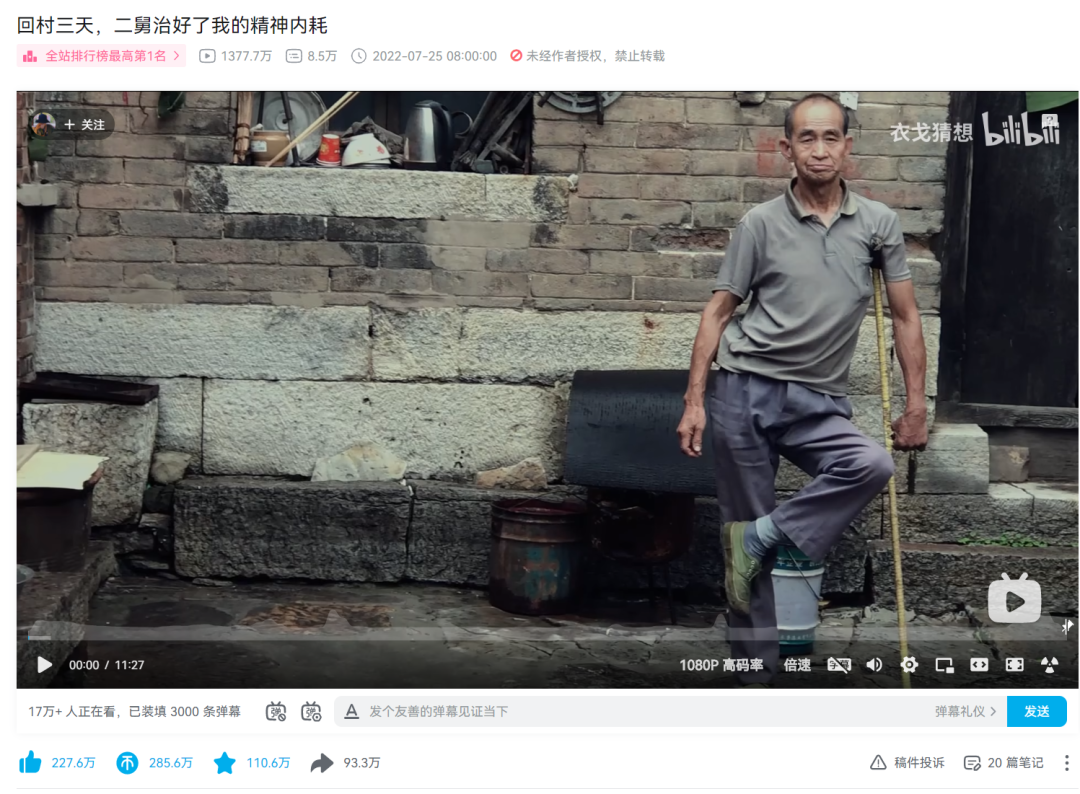 回村三天，二舅治好了我的精神内耗
全站排行榜最高第1名 1377.7万 8.5万 2022-07-25 08:00:00 未经作者授权，禁止转载
+ 关注
衣戈猜想 bilibili
00:00 / 11:27 1080P 高码率 倍速
17万+ 人正在看，已装填 3000 条弹幕 弹 弹 A 发个友善的弹幕见证当下 弹幕礼仪 发送
227.6万 285.6万 110.6万 93.3万 稿件投诉 20 篇笔记